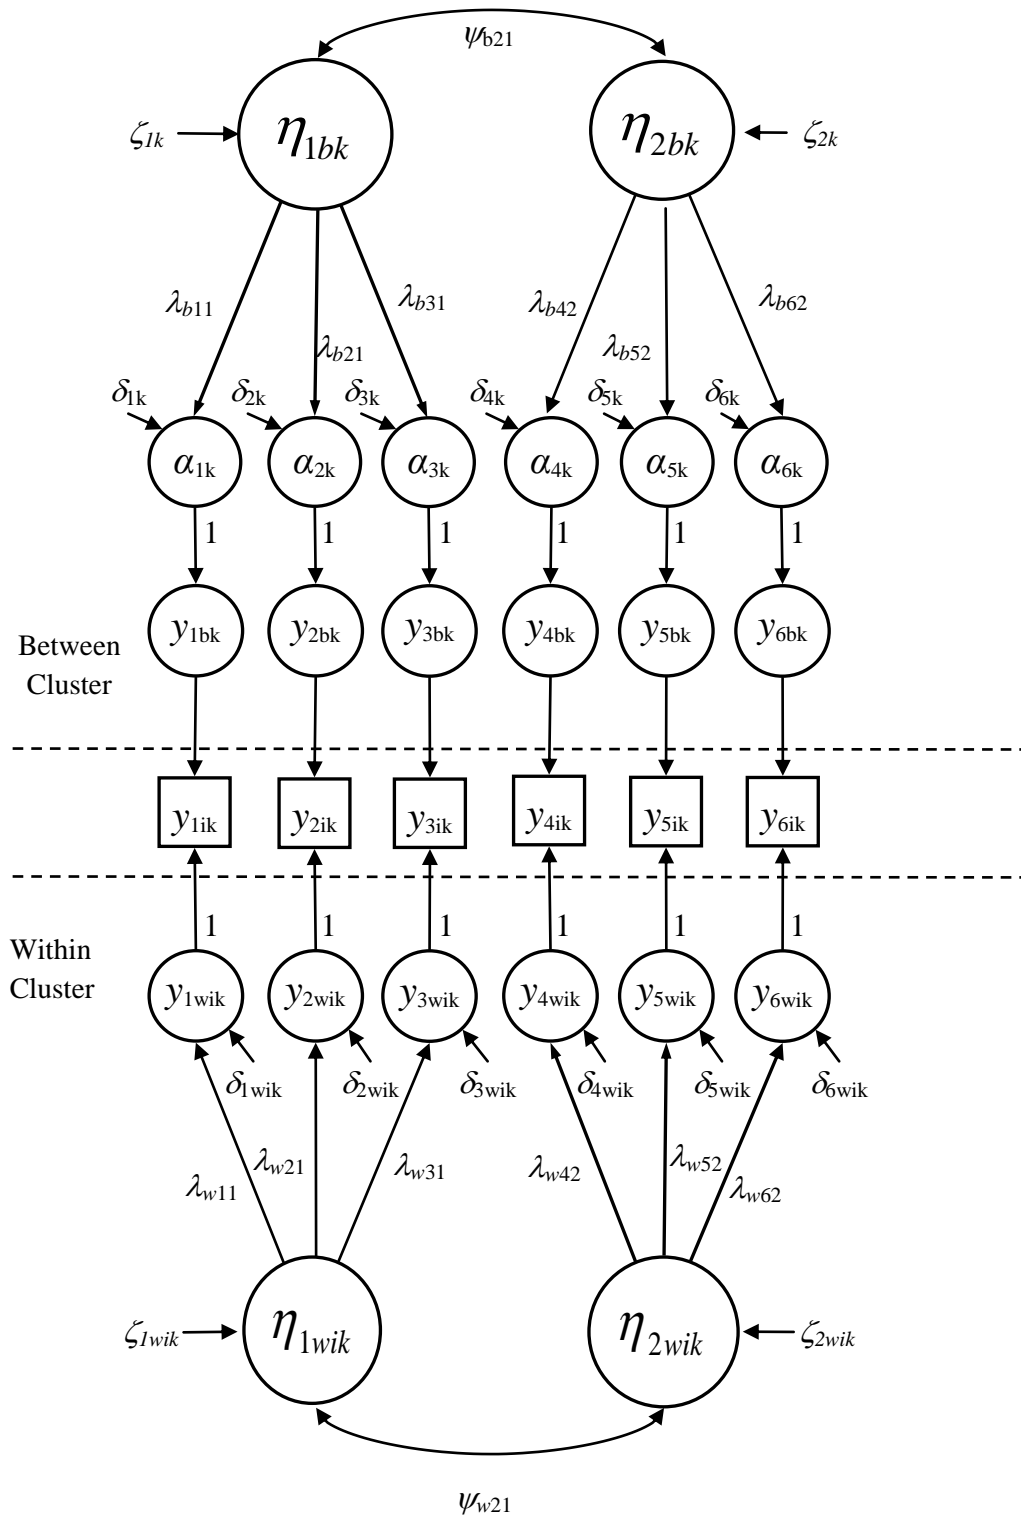 ψb21
η1bk
η2bk
ζ1k
ζ2k
λb11
λb21
λb31
λb42
λb52
λb62
δ1k
δ2k
δ3k
δ4k
δ5k
δ6k
α1k
α2k
α3k
α4k
α5k
α6k
1
1
1
1
1
1
y1bk
y2bk
y3bk
y4bk
y5bk
y6bk
Between
Cluster
y1ik
y2ik
y3ik
y4ik
y5ik
y6ik
1
1
1
1
1
1
Within
Cluster
y1wik
y2wik
y3wik
y4wik
y5wik
y6wik
δ1wik
δ2wik
δ3wik
δ4wik
δ5wik
δ6wik
λw11
λw21
λw31
λw42
λw52
λw62
ζ1wik
η1wik
η2wik
ζ2wik
ψw21